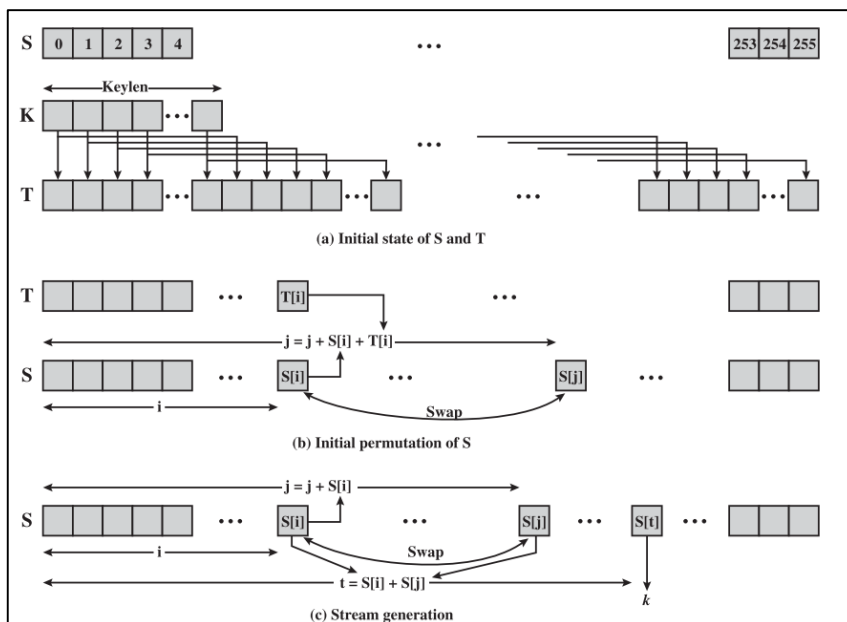 S 0 1 2 3 4 ... 253 254 255
Keylen
K ...
...
T ... ... ... ...
(a) Initial state of S and T
T ... T[i] ...
j = j + S[i] + T[i]
S ... S[i] ... S[j] ...
i
Swap
(b) Initial permutation of S
j = j + S[i]
S ... S[i] ... S[j] ... S[t] ...
i
Swap
t = S[i] + S[j]
k
(c) Stream generation